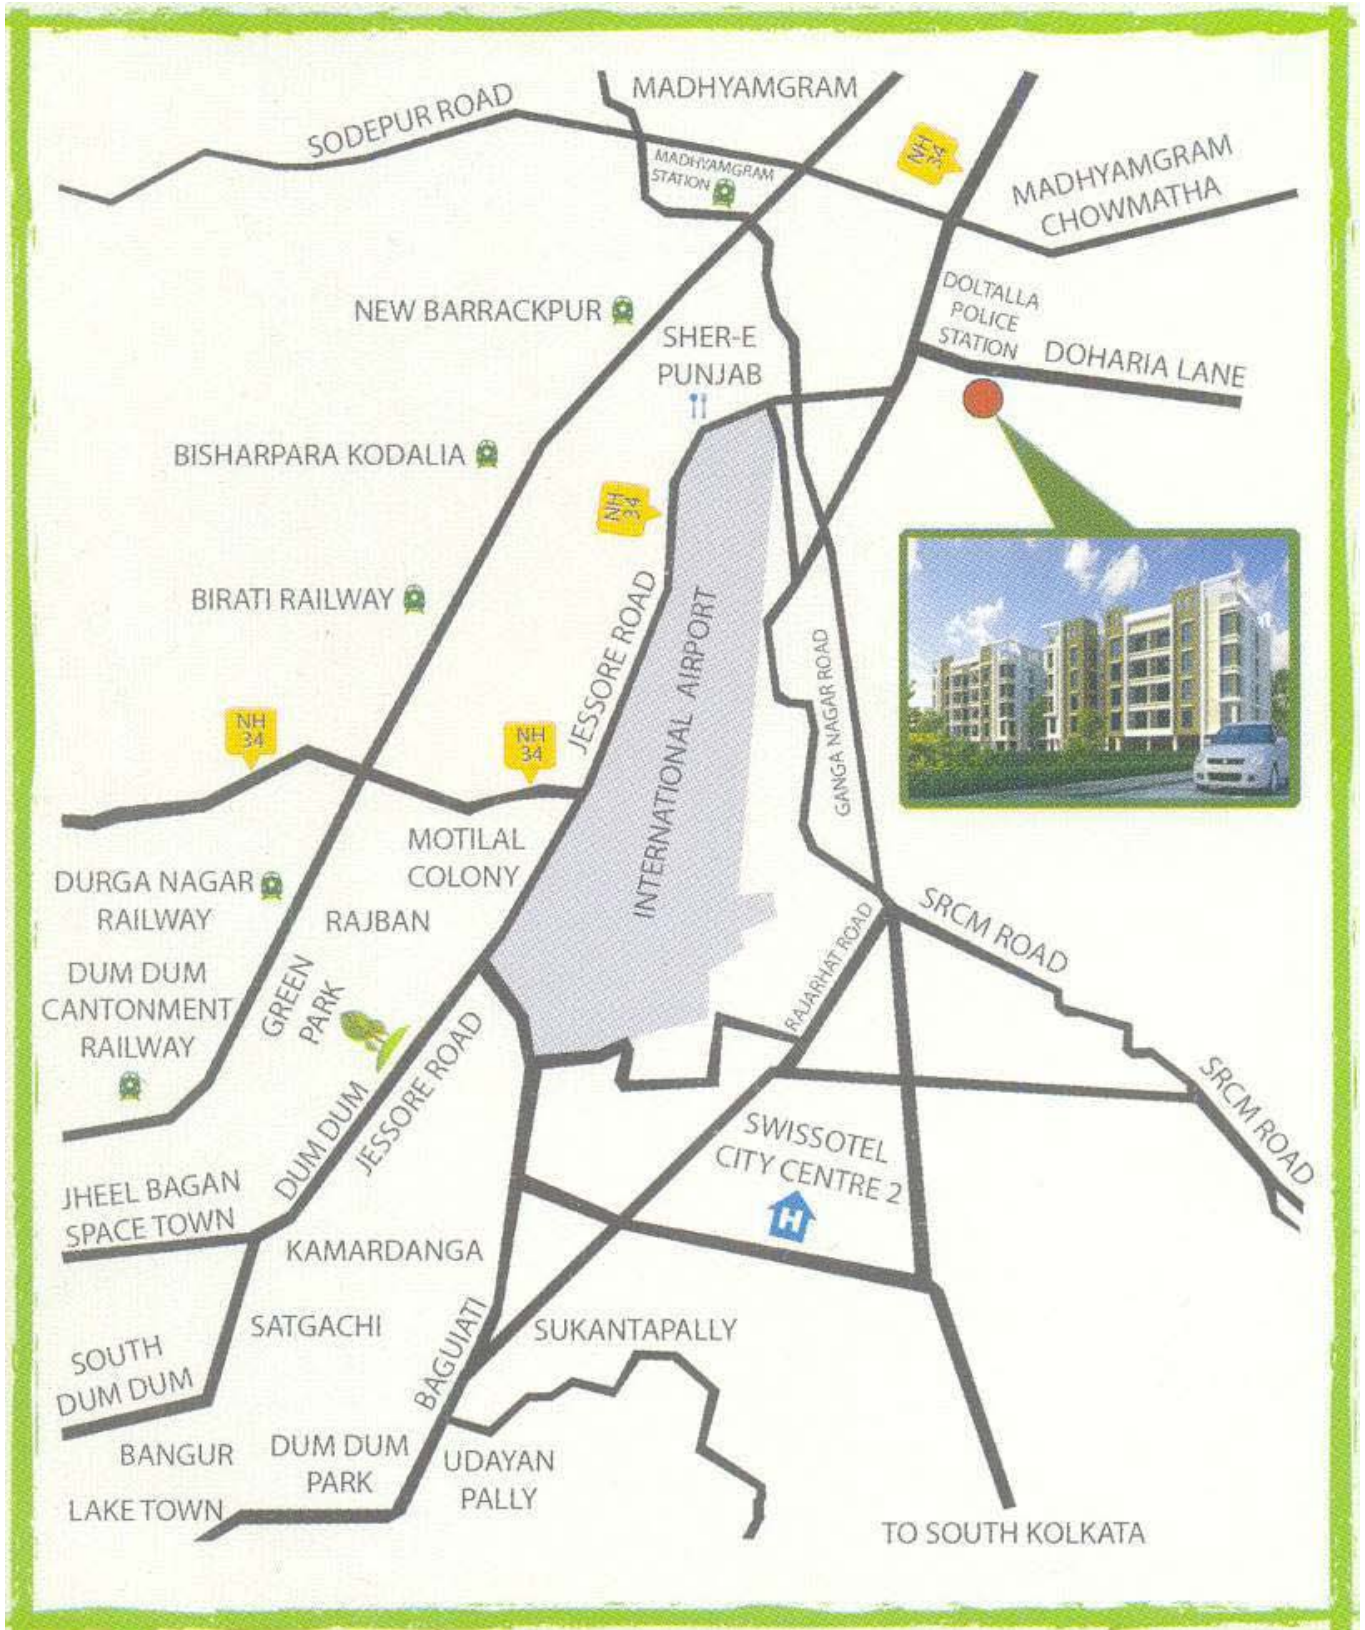 MADHYAMGRAM
SODEPUR ROAD
NH
34
MADHYAMGRAM
STATION
MADHYAMGRAM
CHOWMATHA
NEW BARRACKPUR
SHER-E
PUNJAB
DOLTALLA
POLICE
STATION
DOHARIA LANE
BISHARPARA KODALIA
NH
34
BIRATI RAILWAY
JESSORE ROAD
INTERNATIONAL AIRPORT
GANGA NAGAR ROAD
NH
34
NH
34
MOTILAL
COLONY
DURGA NAGAR
RAILWAY
RAJBAN
SRCM ROAD
RAJARHAT ROAD
DUM DUM
CANTONMENT
RAILWAY
GREEN
PARK
DUM DUM
JESSORE ROAD
SRCM ROAD
SWISSOTEL
CITY CENTRE 2
H
JHEEL BAGAN
SPACE TOWN
KAMARDANGA
SATGACHI
BAGUIATI
SUKANTAPALLY
SOUTH
DUM DUM
BANGUR
DUM DUM
PARK
UDAYAN
PALLY
LAKE TOWN
TO SOUTH KOLKATA